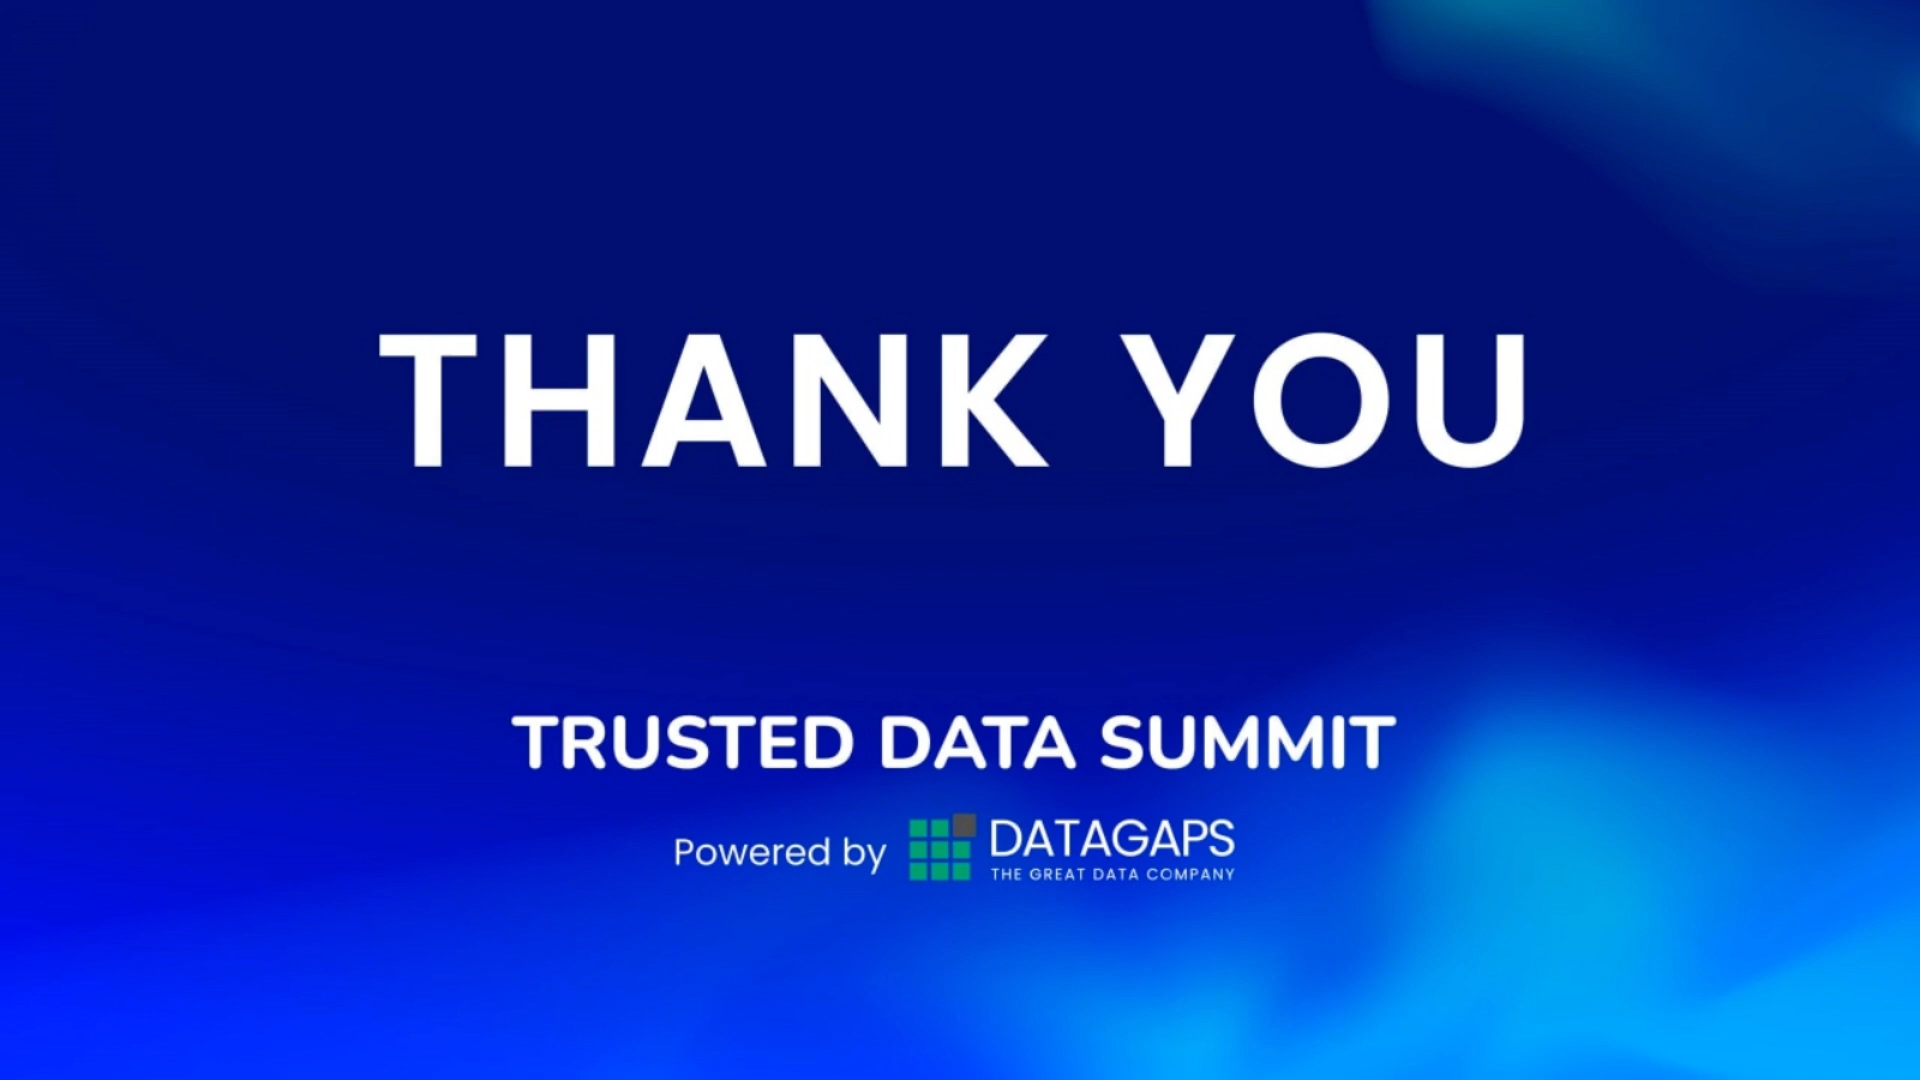 THANK YOU
TRUSTED DATA SUMMIT
Powered by DATAGAPS
THE GREAT DATA COMPANY